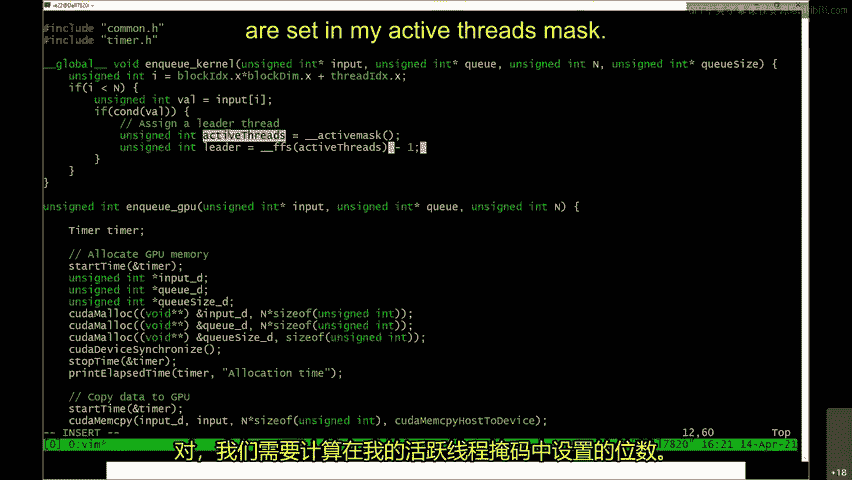 are set in my active threads mask.
#include "common.h"
#include "timer.h"
__global__ void enqueue_kernel(unsigned int* input, unsigned int* queue, unsigned int N, unsigned int* queueSize) {
unsigned int i = blockIdx.x*blockDim.x + threadIdx.x;
if(i < N) {
unsigned int val = input[i];
if(cond(val)) {
// Assign a leader thread
unsigned int activeThreads = __activemask();
unsigned int leader = __ffs(activeThreads) - 1;
}
}
}
unsigned int enqueue_gpu(unsigned int* input, unsigned int* queue, unsigned int N) {
Timer timer;
// Allocate GPU memory
startTime(&timer);
unsigned int *input_d;
unsigned int *queue_d;
unsigned int *queueSize_d;
cudaMalloc((void**) &input_d, N*sizeof(unsigned int));
cudaMalloc((void**) &queue_d, N*sizeof(unsigned int));
cudaMalloc((void**) &queueSize_d, sizeof(unsigned int));
cudaDeviceSynchronize();
stopTime(&timer);
printElapsedTime(timer, "Allocation time");
// Copy data to GPU
startTime(&timer);
cudaMemcpy(input_d, input, N*sizeof(unsigned int), cudaMemcpyHostToDevice);
-- INSERT -- 12,60 Top
[0] 0:vim* 7820" 16:21 14-Apr-21
对，我们需要计算在我的活跃线程掩码中设置的位数。
+18